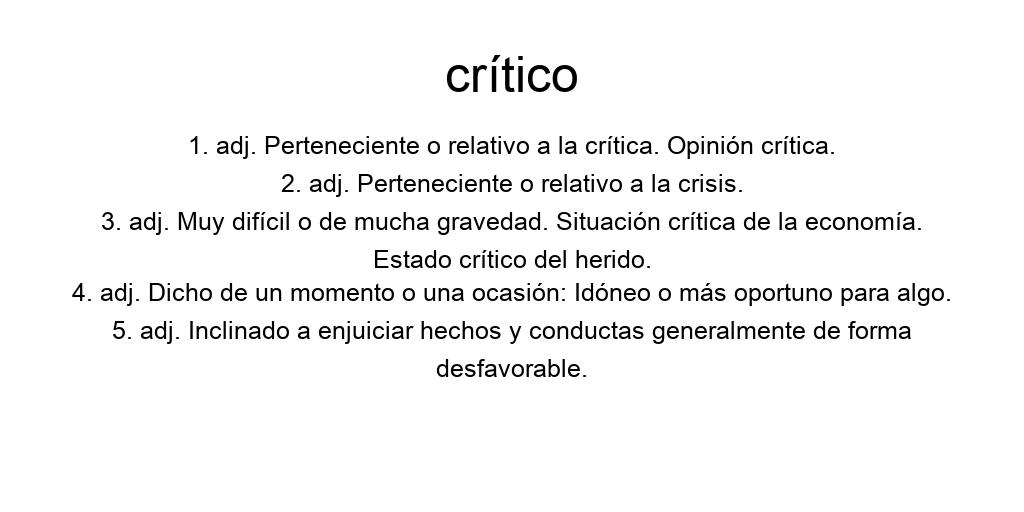 crítico
1. adj. Perteneciente o relativo a la crítica. Opinión crítica.
2. adj. Perteneciente o relativo a la crisis.
3. adj. Muy difícil o de mucha gravedad. Situación crítica de la economía.
Estado crítico del herido.
4. adj. Dicho de un momento o una ocasión: Idóneo o más oportuno para algo.
5. adj. Inclinado a enjuiciar hechos y conductas generalmente de forma
desfavorable.